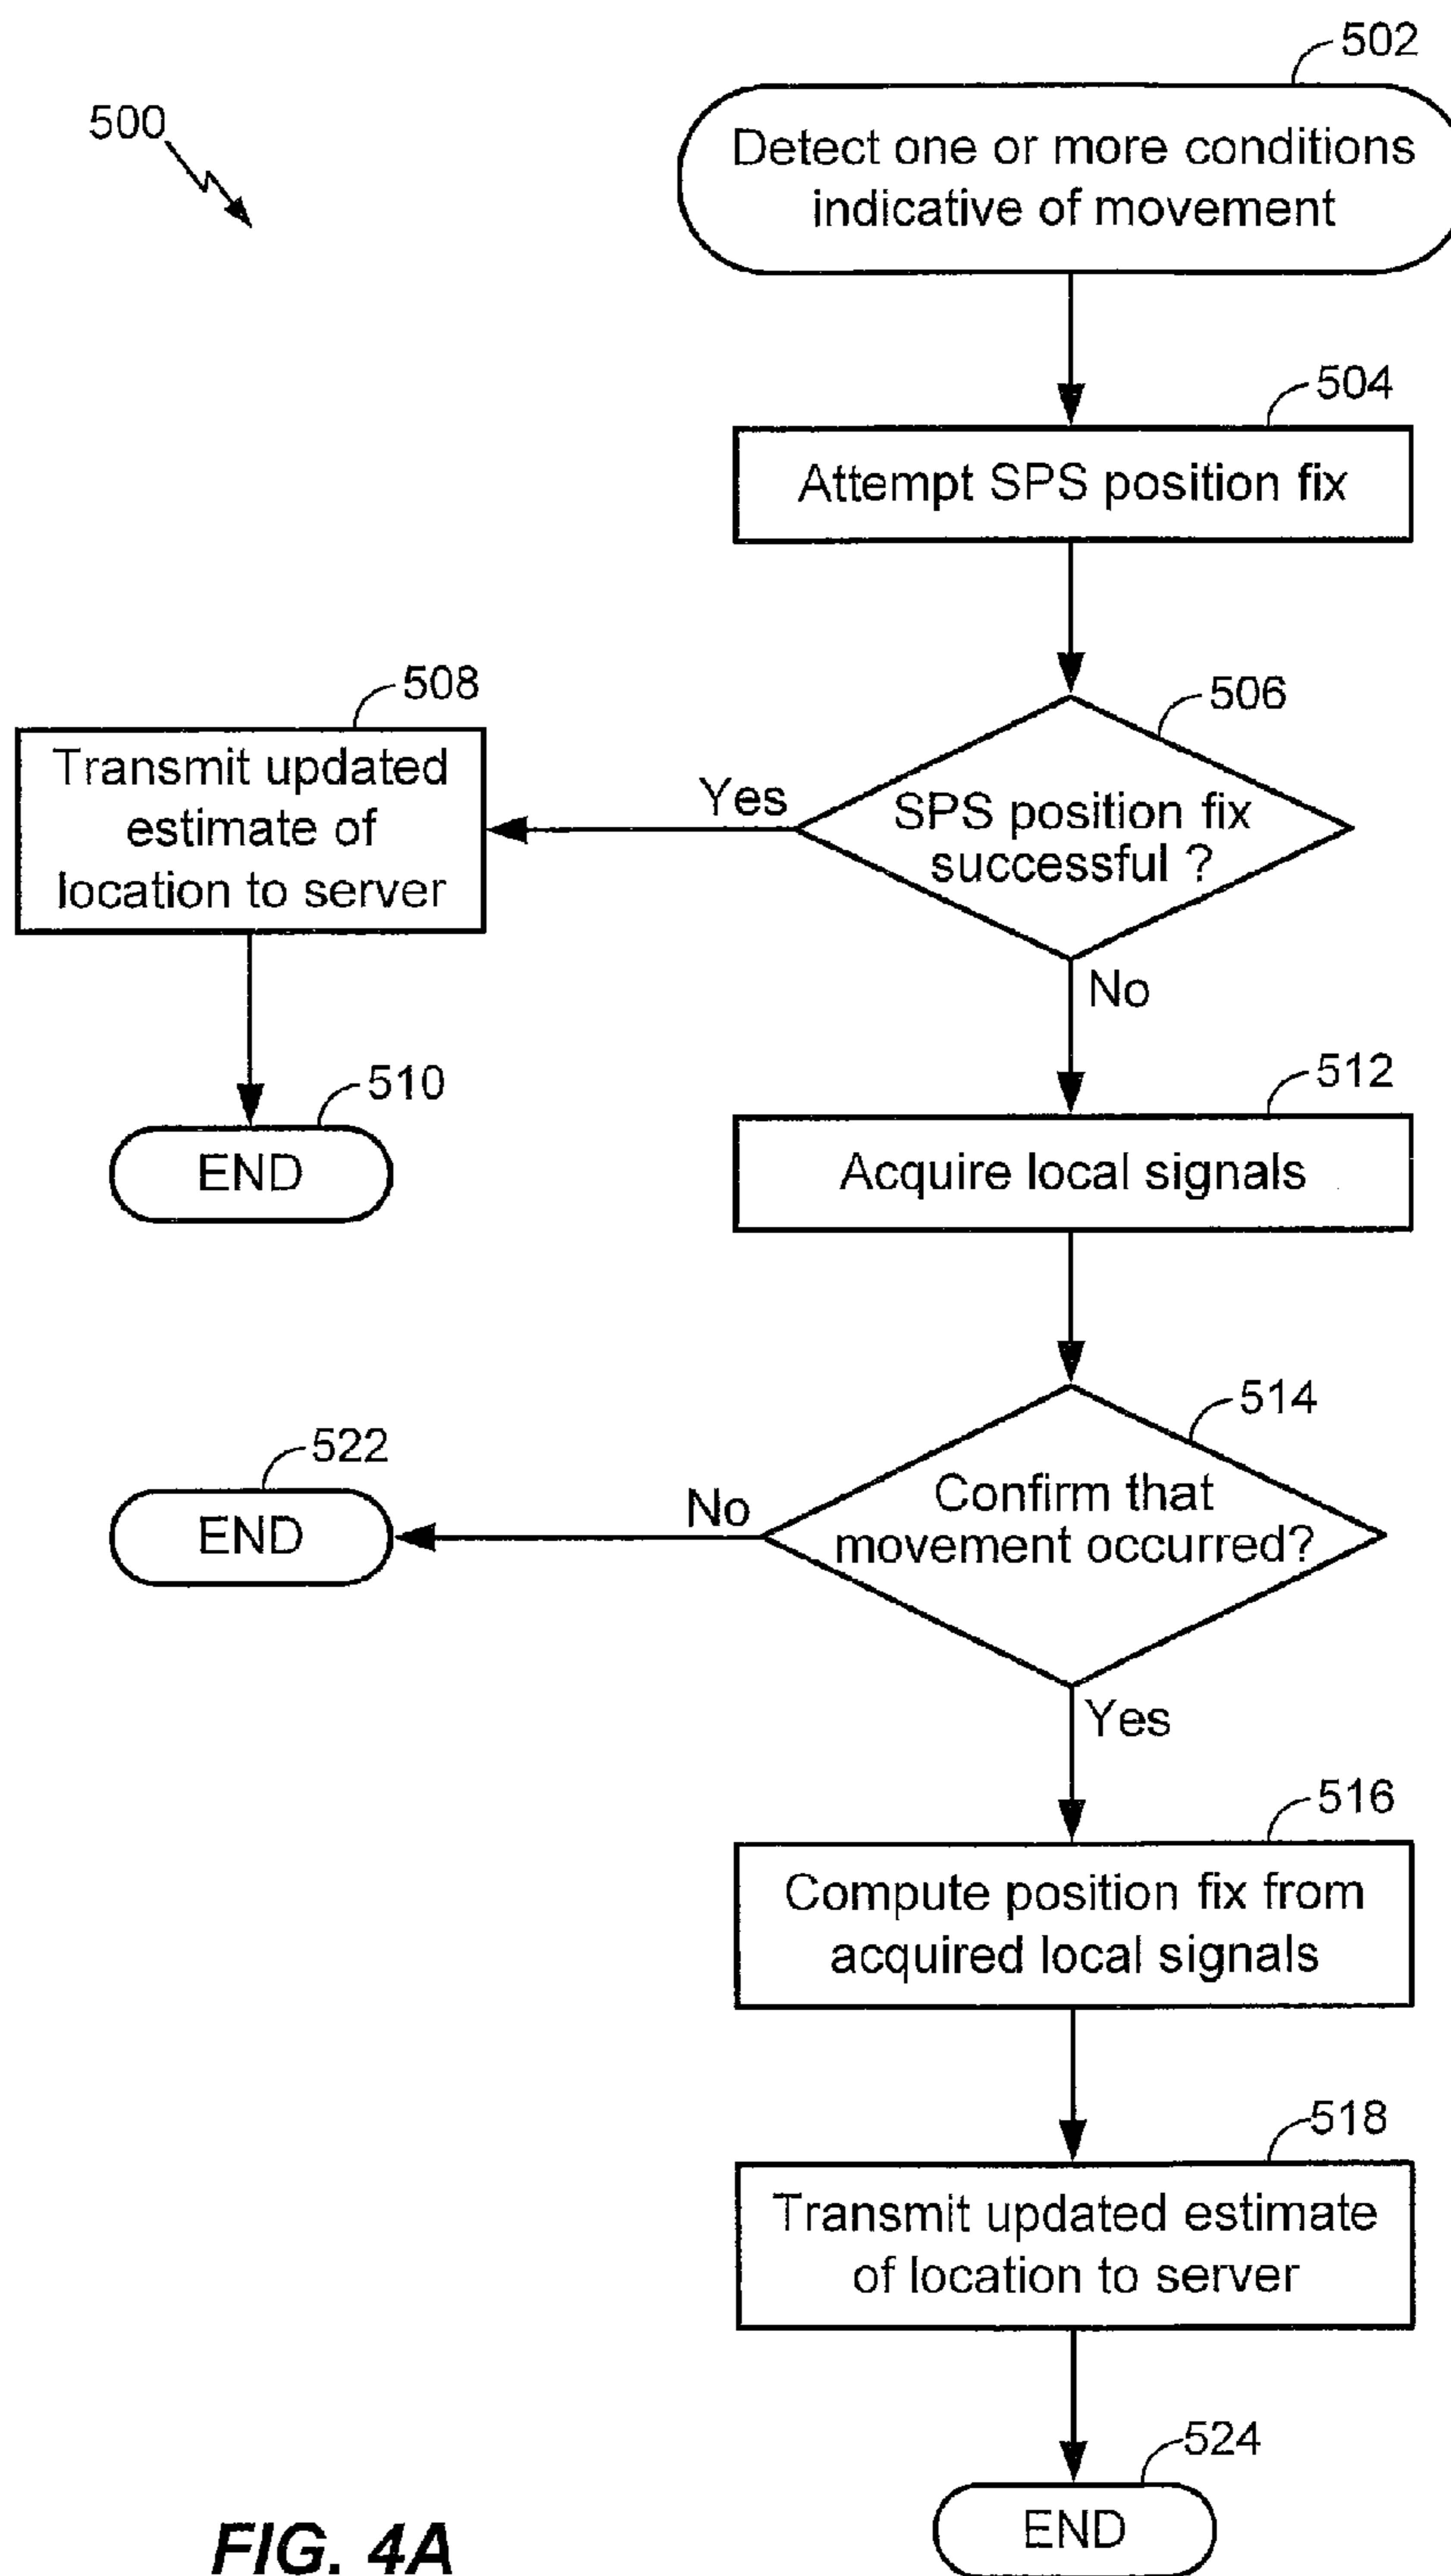 502
500
Detect one or more conditions
indicative of movement
504
Attempt SPS position fix
508
506
Transmit updated
estimate of
location to server
Yes
SPS position fix
successful ?
No
510
END
512
Acquire local signals
514
522
END
No
Confirm that
movement occurred?
Yes
516
Compute position fix from
acquired local signals
518
Transmit updated estimate
of location to server
524
END
FIG. 4A